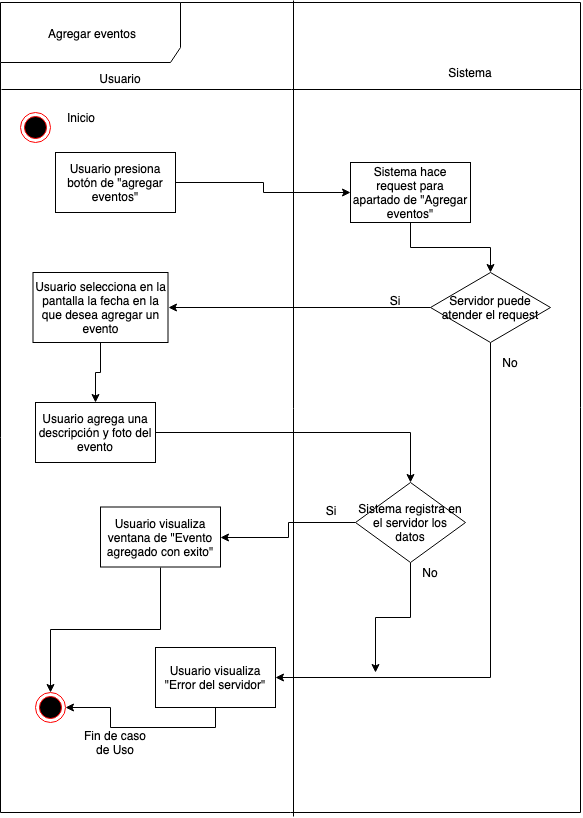 Agregar eventos
Usuario
Sistema
Inicio
Usuario presiona
botón de "agregar
eventos"
Sistema hace
request para
apartado de "Agregar
eventos"
Usuario selecciona en la
pantalla la fecha en la
que desea agregar un
evento
Si
Servidor puede
atender el request
No
Usuario agrega una
descripción y foto del
evento
Usuario visualiza
ventana de "Evento
agregado con exito"
Si
Sistema registra en
el servidor los
datos
No
Usuario visualiza
"Error del servidor"
Fin de caso
de Uso